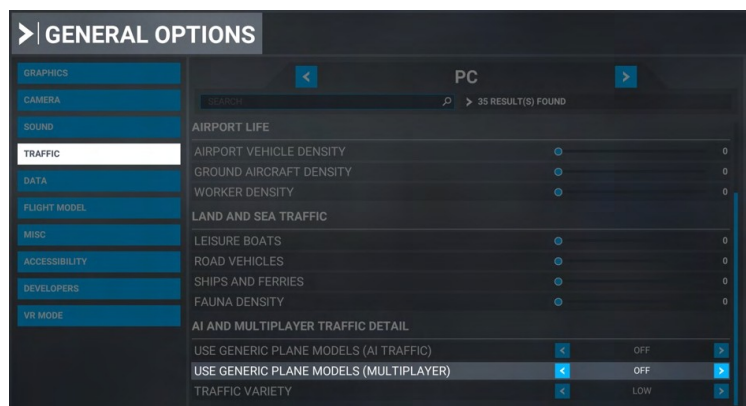 GENERAL OPTIONS
GRAPHICS
CAMERA
SOUND
TRAFFIC
DATA
FLIGHT MODEL
MISC
ACCESSIBILITY
DEVELOPERS
VR MODE
PC
SEARCH
35 RESULT(S) FOUND
AIRPORT LIFE
AIRPORT VEHICLE DENSITY 0
GROUND AIRCRAFT DENSITY 0
WORKER DENSITY 0
LAND AND SEA TRAFFIC
LEISURE BOATS 0
ROAD VEHICLES 0
SHIPS AND FERRIES 0
FAUNA DENSITY 0
AI AND MULTIPLAYER TRAFFIC DETAIL
USE GENERIC PLANE MODELS (AI TRAFFIC) OFF
USE GENERIC PLANE MODELS (MULTIPLAYER) OFF
TRAFFIC VARIETY LOW